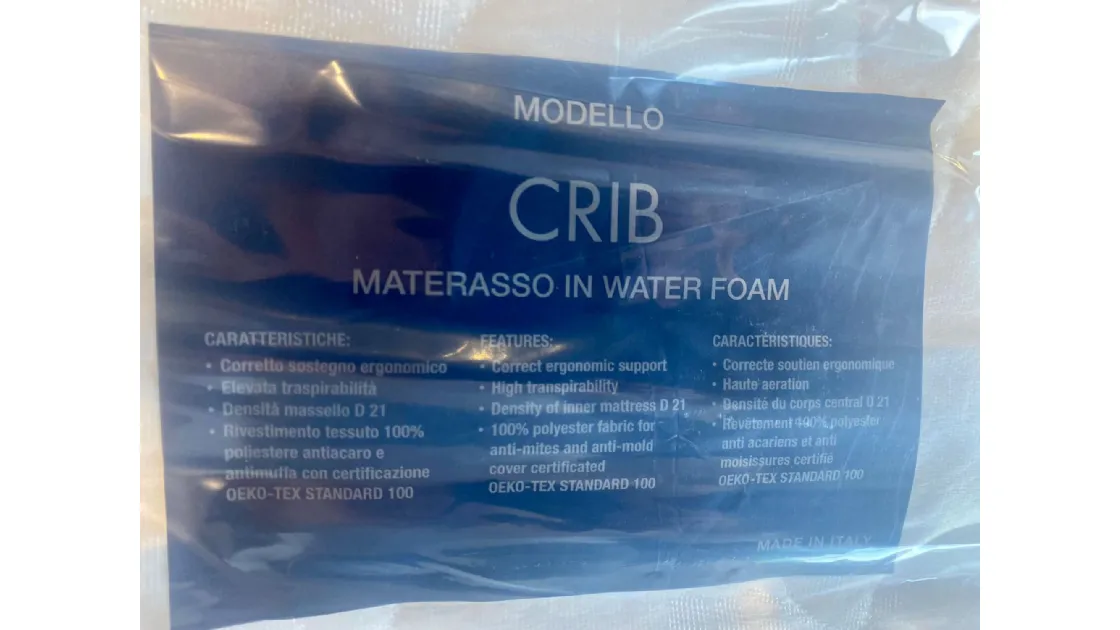 MODELLO
CRIB
MATERASSO IN WATER FOAM
CARATTERISTICHE:
• Corretto sostegno ergonomico
• Elevata traspirabilità
• Densità massello D 21
• Rivestimento tessuto 100%
poliestere antiacaro e
antimuffa con certificazione
OEKO-TEX STANDARD 100
FEATURES:
• Correct ergonomic support
• High transpirability
• Density of inner mattress D 21
• 100% polyester fabric for
anti-mites and anti-mold
cover certificated
OEKO-TEX STANDARD 100
CARACTÈRISTIQUES:
• Correcte soutien ergonomique
• Haute aeration
• Densité du corps central D 21
• Revêtement 100% polyester
anti acariens et anti
moisissures certifié
OEKO-TEX STANDARD 100
MADE IN ITALY